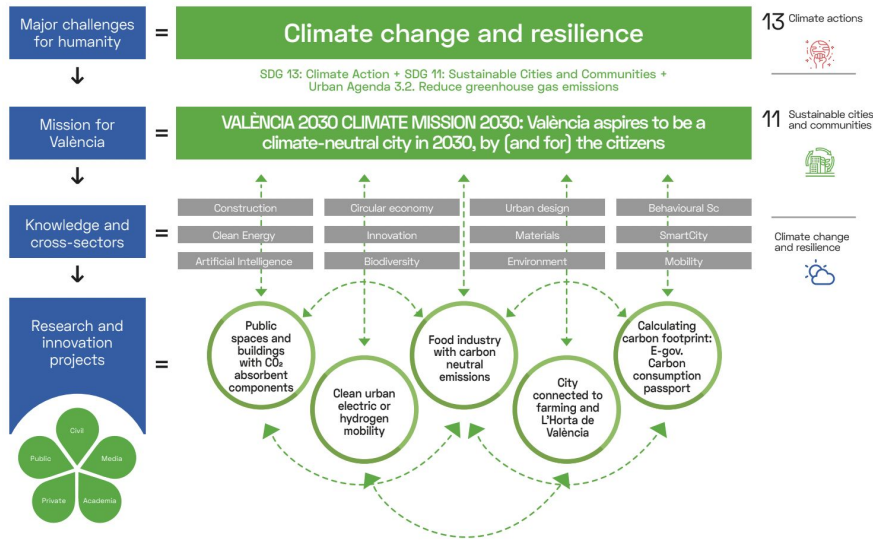 Major challenges
for humanity
=
Climate change and resilience
13 Climate actions
SDG 13: Climate Action + SDG 11: Sustainable Cities and Communities +
Urban Agenda 3.2. Reduce greenhouse gas emissions
Mission for
València
=
VALÈNCIA 2030 CLIMATE MISSION 2030: València aspires to be a
climate-neutral city in 2030, by (and for) the citizens
11 Sustainable cities
and communities
Knowledge and
cross-sectors
=
Construction
Circular economy
Urban design
Behavioural Sc
Clean Energy
Innovation
Materials
SmartCity
Artificial Intelligence
Biodiversity
Environment
Mobility
Climate change
and resilience
Research and
innovation
projects
=
Public
spaces and
buildings
with CO₂
absorbent
components
Clean urban
electric or
hydrogen
mobility
Food industry
with carbon
neutral
emissions
City
connected to
farming and
L'Horta de
València
Calculating
carbon footprint:
E-gov.
Carbon
consumption
passport
Civil
Public
Media
Private
Academia